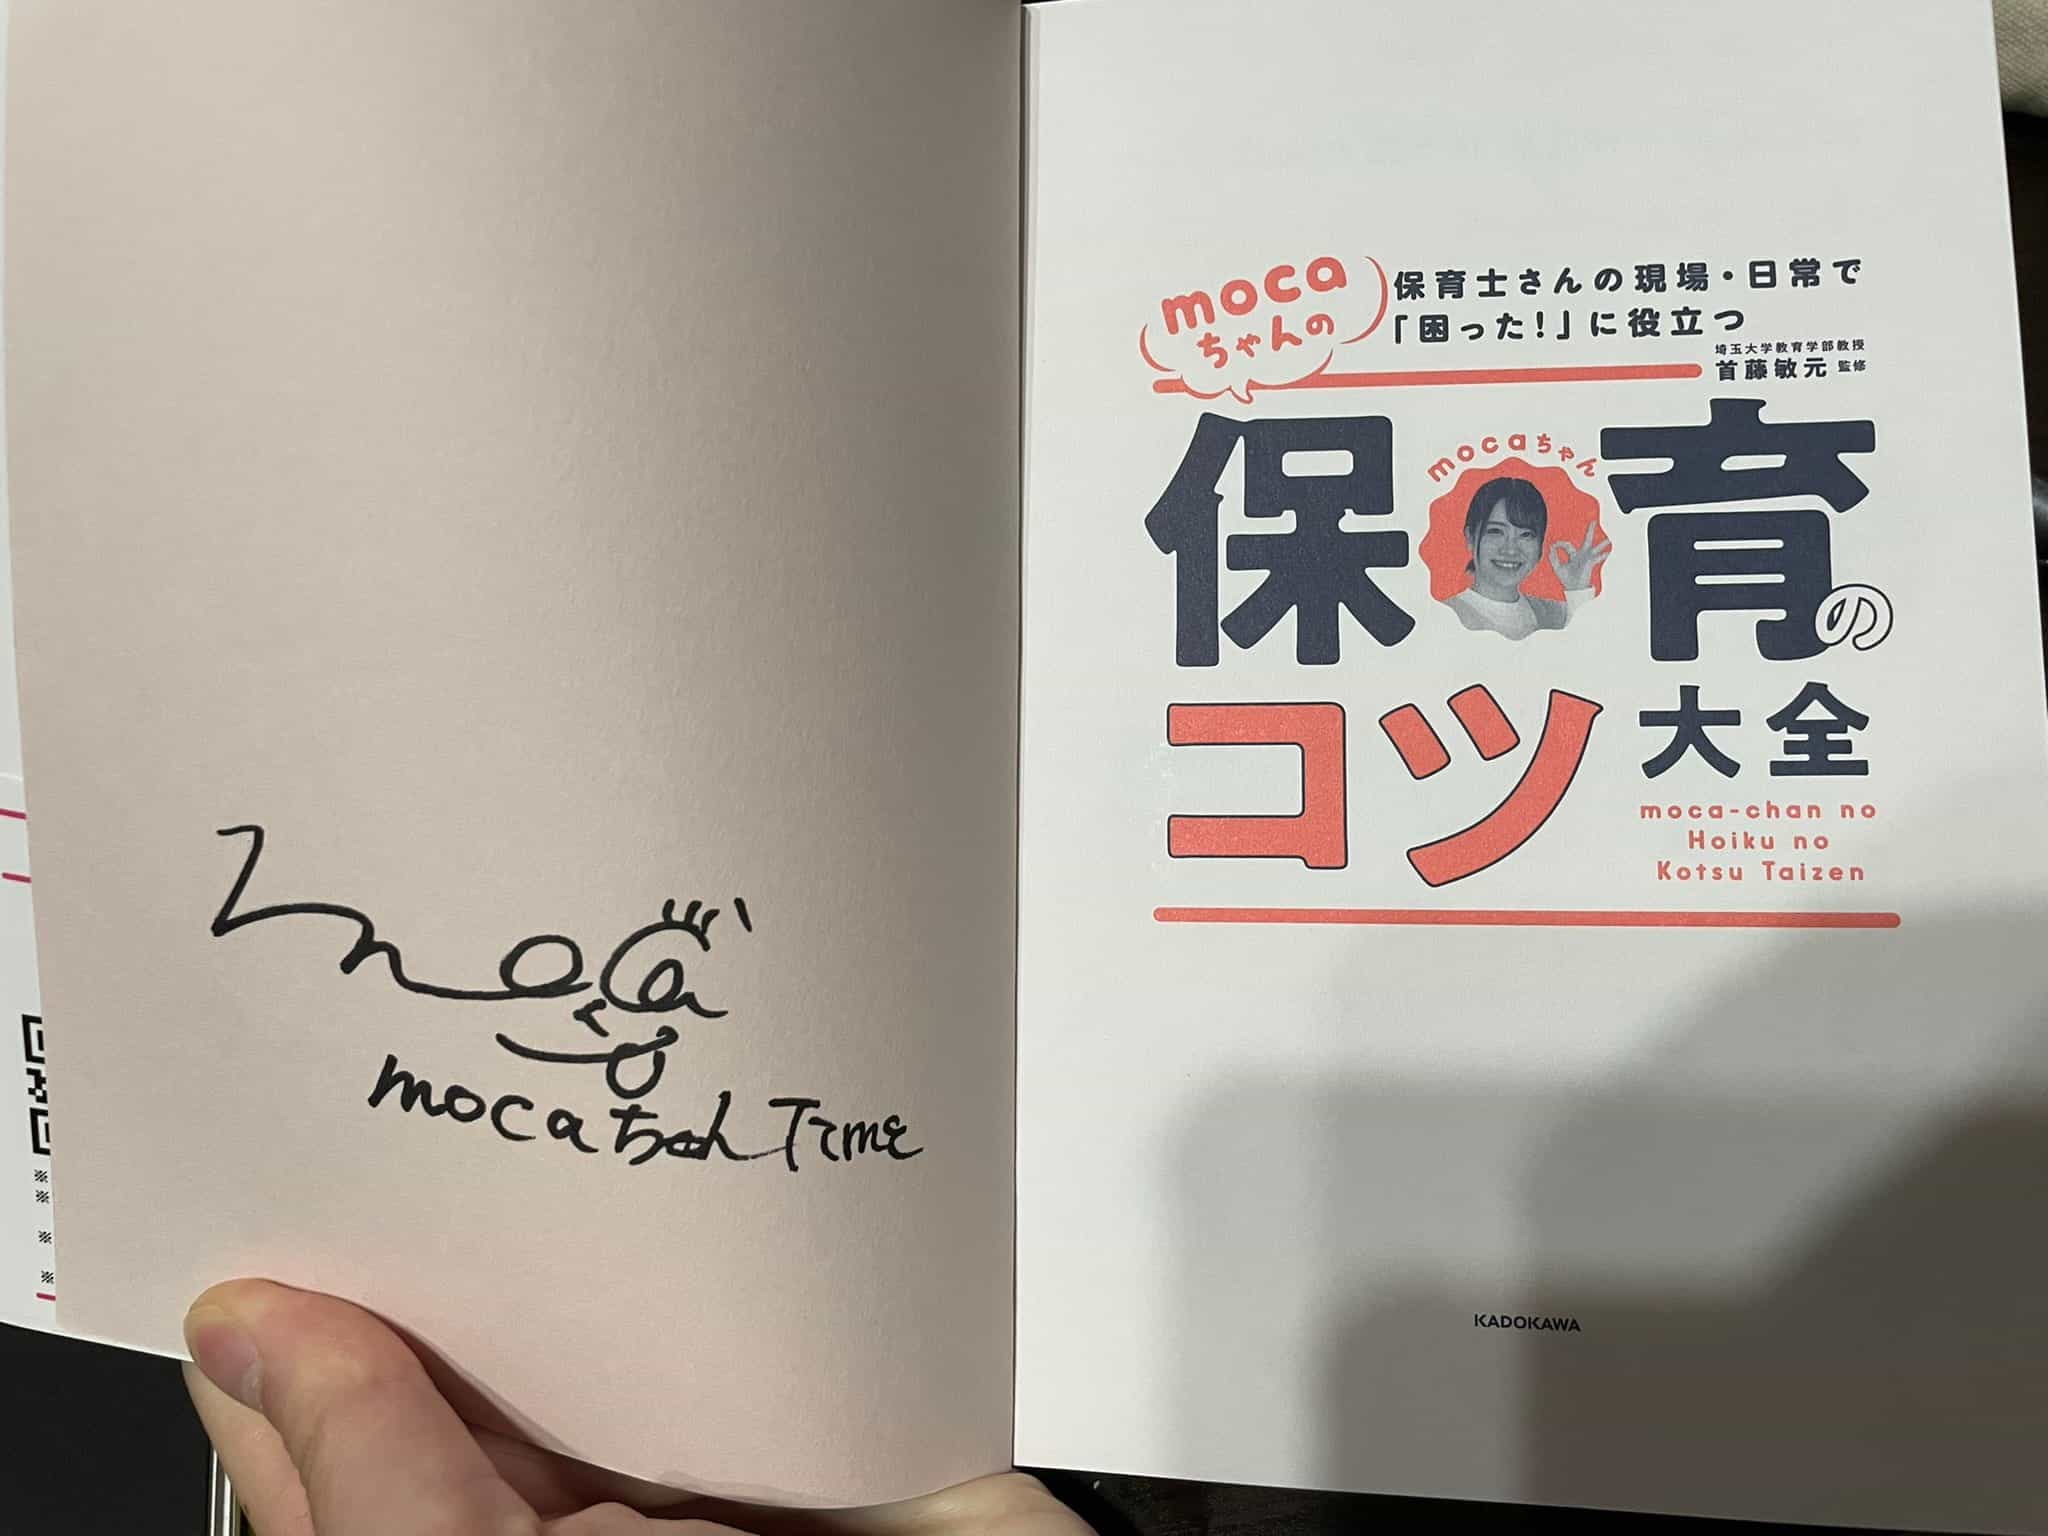 moca
mocaちゃんTime
※
※
※
※
mocaちゃんの
保育士さんの現場・日常で
「困った!」に役立つ
埼玉大学教育学部教授
首藤敏元 監修
mocaちゃん
保育の
コツ大全
moca-chan no
Hoiku no
Kotsu Taizen
KADOKAWA